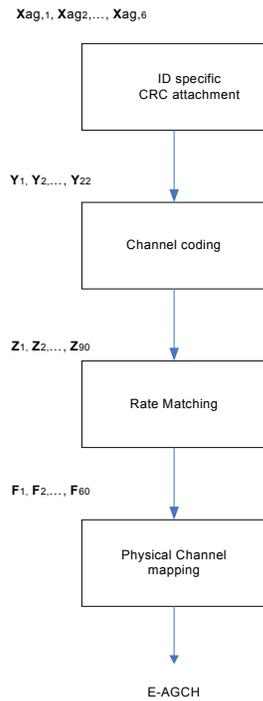 Xag,1, Xag2,..., Xag,6
ID specific
CRC attachment
Y1, Y2,..., Y22
Channel coding
Z1, Z2,..., Z90
Rate Matching
F1, F2,..., F60
Physical Channel
mapping
E-AGCH